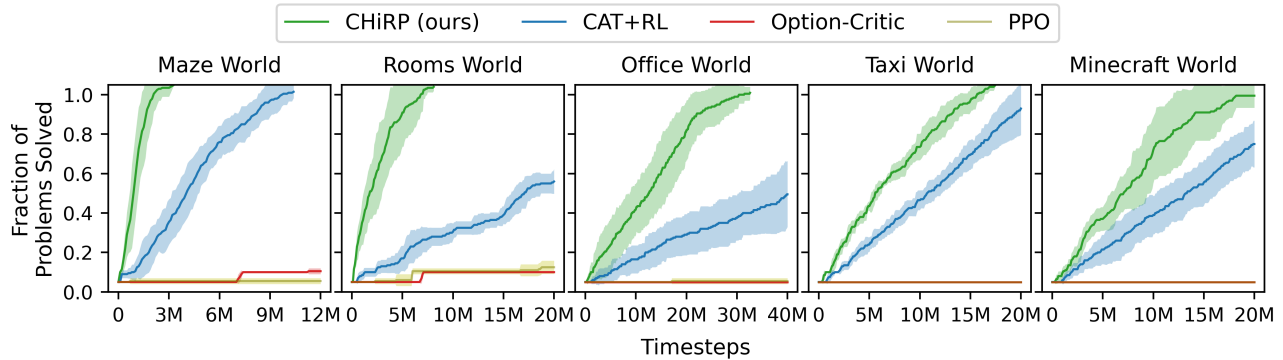 CHiRP (ours) CAT+RL Option-Critic PPO
Maze World Rooms World Office World Taxi World Minecraft World
Fraction of
Problems Solved
1.0
0.8
0.6
0.4
0.2
0.0
0 3M 6M 9M 12M 0 5M 10M 15M 20M 0 10M 20M 30M 40M 0 5M 10M 15M 20M 0 5M 10M 15M 20M
Timesteps